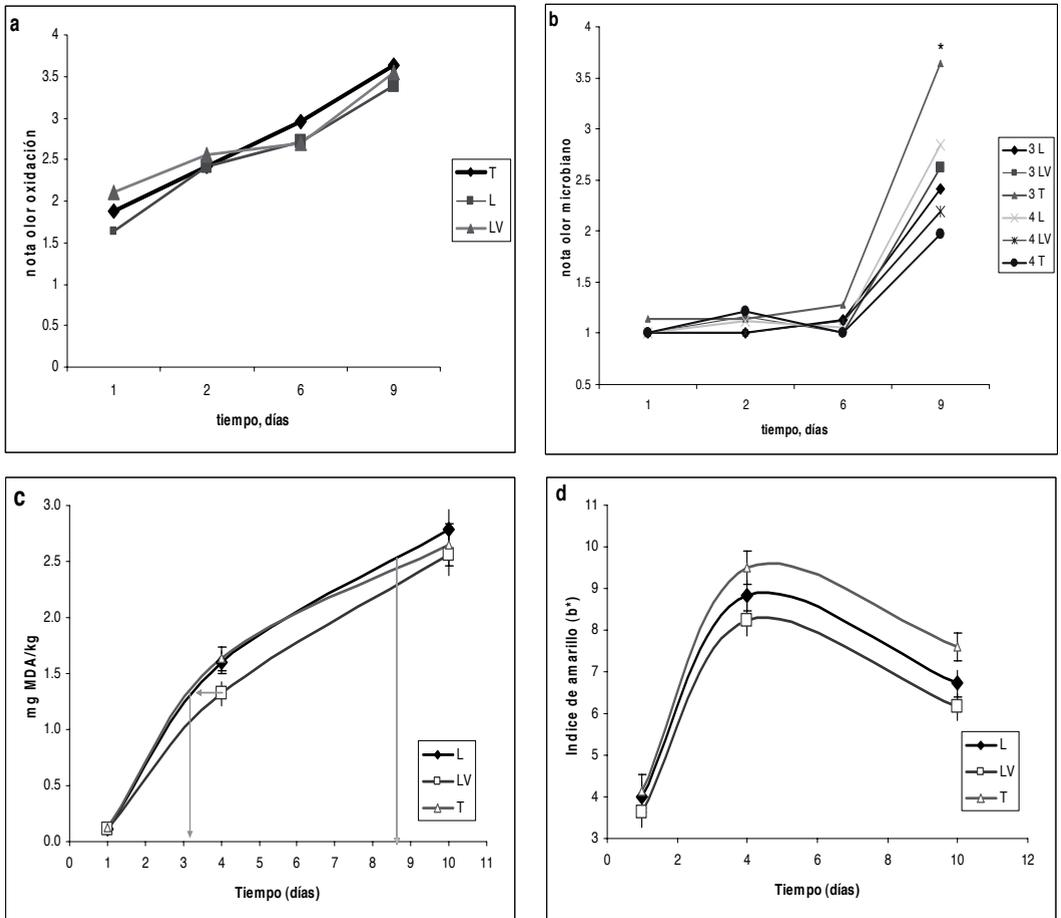 a
nota olor oxidación
4
3.5
3
2.5
2
1.5
1
0.5
0
1 2 6 9
tiempo, días
T
L
LV
b
nota olor microbiano
4
3.5
3
2.5
2
1.5
1
0.5
*
1 2 6 9
tiempo, días
3 L
3 LV
3 T
4 L
4 LV
4 T
c
mg MDA/kg
3.0
2.5
2.0
1.5
1.0
0.5
0.0
0 1 2 3 4 5 6 7 8 9 10 11
Tiempo (días)
L
LV
T
d
Indice de amarillo (b*)
11
10
9
8
7
6
5
4
3
0 2 4 6 8 10 12
Tiempo (días)
L
LV
T